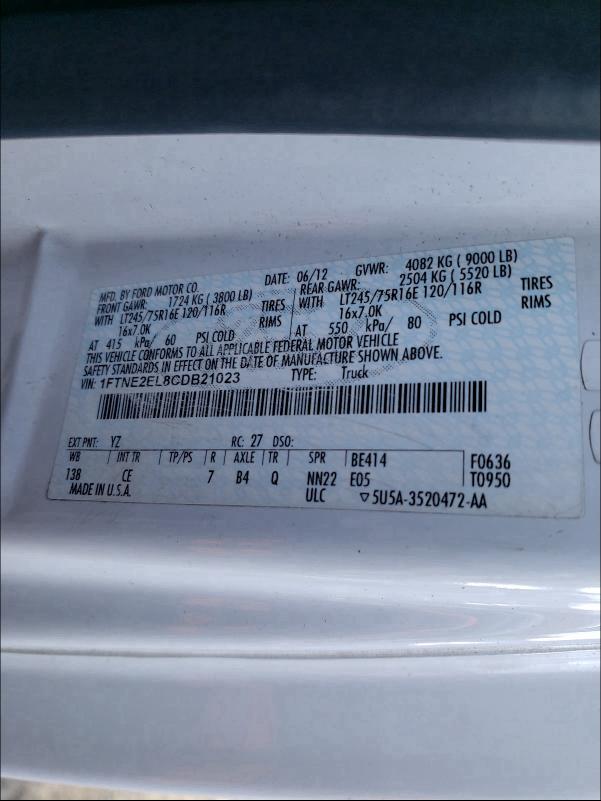 MFD. BY FORD MOTOR CO. DATE: 06/12 GVWR: 4082 KG ( 9000 LB)
FRONT GAWR: 1724 KG ( 3800 LB) REAR GAWR: 2504 KG ( 5520 LB)
WITH LT245/75R16E 120/116R TIRES WITH LT245/75R16E 120/116R TIRES
16x7.0K RIMS 16x7.0K RIMS
AT 415 kPa/ 60 PSI COLD AT 550 kPa/ 80 PSI COLD
THIS VEHICLE CONFORMS TO ALL APPLICABLE FEDERAL MOTOR VEHICLE
SAFETY STANDARDS IN EFFECT ON THE DATE OF MANUFACTURE SHOWN ABOVE.
VIN: 1FTNE2EL8CDB21023 TYPE: Truck
EXT PNT: YZ RC: 27 DSO:
WB INT TR TP/PS R AXLE TR SPR BE414 F0636
138 CE 7 B4 Q NN22 E05 T0950
MADE IN U.S.A. ULC ▽5U5A-3520472-AA